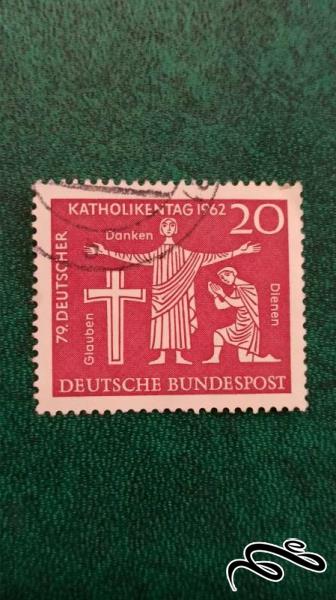 KATHOLIKENTAG 1962 20
79. DEUTSCHER
Danken
Glauben
Dienen
DEUTSCHE BUNDESPOST